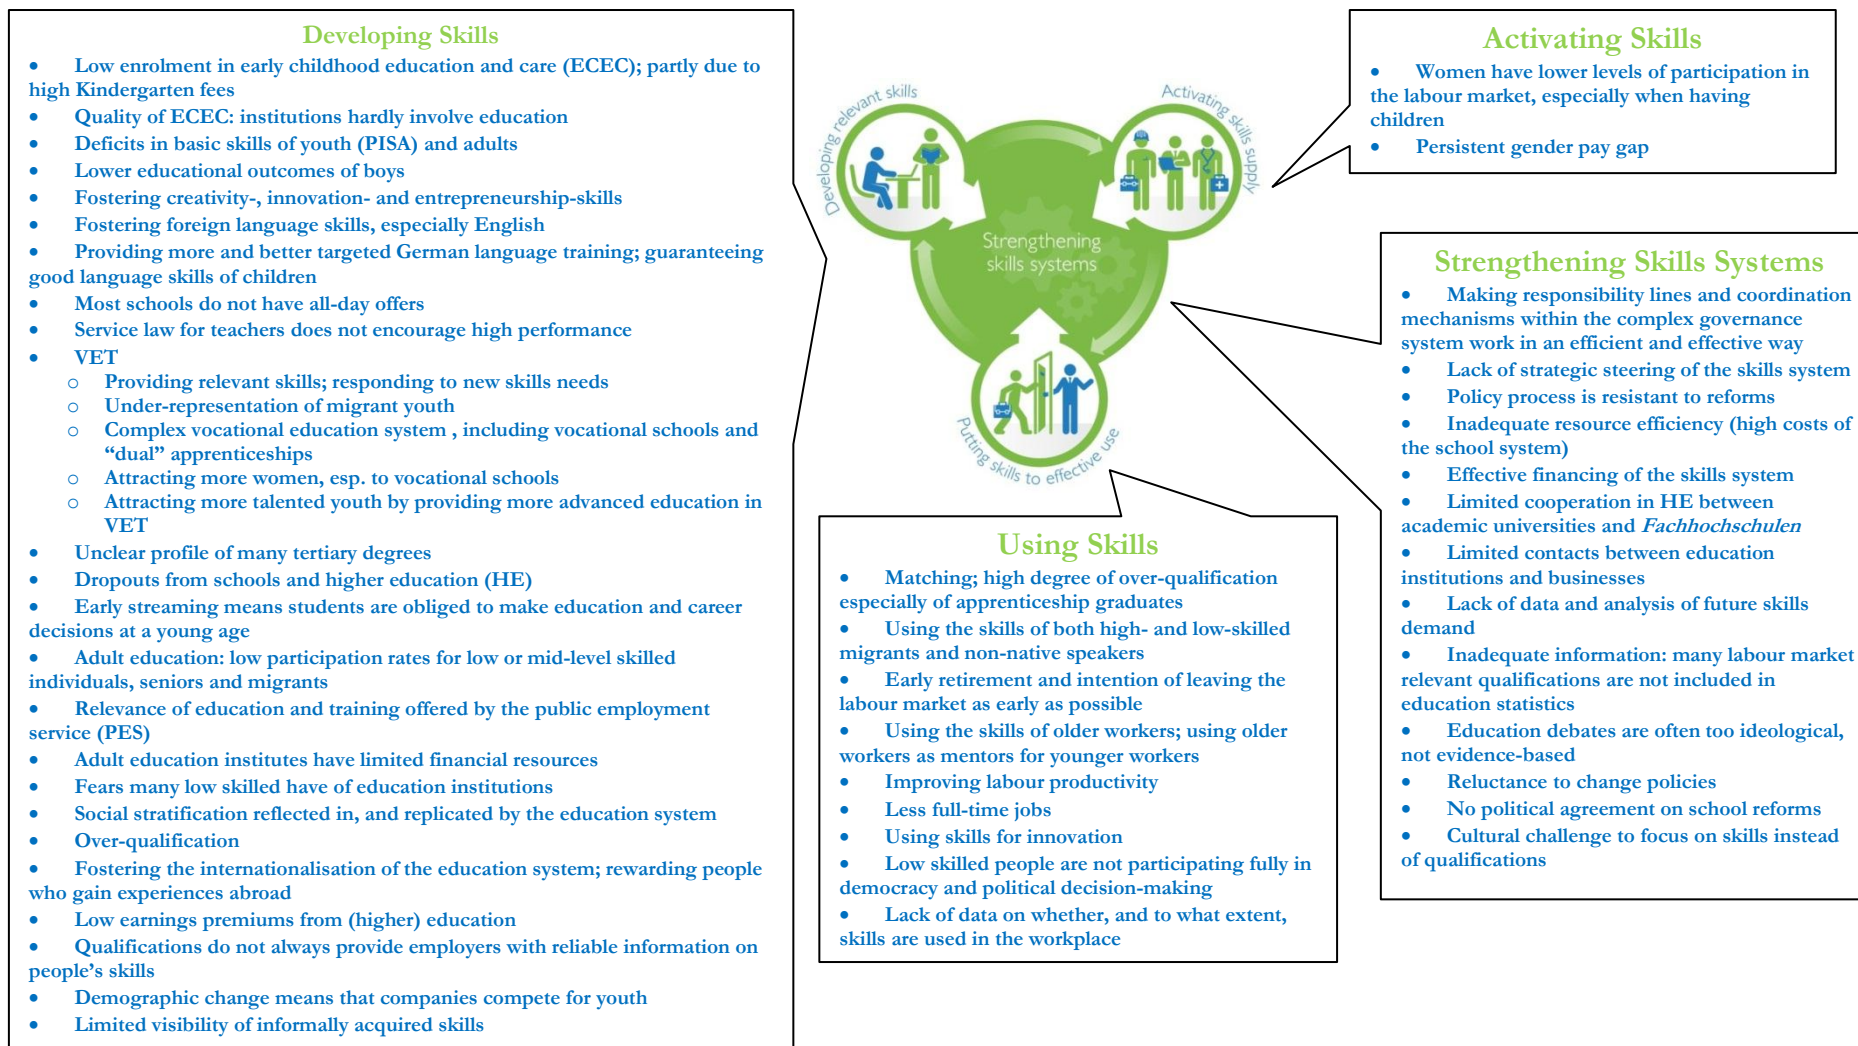 Developing Skills
• Low enrolment in early childhood education and care (ECEC); partly due to
high Kindergarten fees
• Quality of ECEC: institutions hardly involve education
• Deficits in basic skills of youth (PISA) and adults
• Lower educational outcomes of boys
• Fostering creativity-, innovation- and entrepreneurship-skills
• Fostering foreign language skills, especially English
• Providing more and better targeted German language training; guaranteeing
good language skills of children
• Most schools do not have all-day offers
• Service law for teachers does not encourage high performance
• VET
o Providing relevant skills; responding to new skills needs
o Under-representation of migrant youth
o Complex vocational education system , including vocational schools and
“dual” apprenticeships
o Attracting more women, esp. to vocational schools
o Attracting more talented youth by providing more advanced education in
VET
• Unclear profile of many tertiary degrees
• Dropouts from schools and higher education (HE)
• Early streaming means students are obliged to make education and career
decisions at a young age
• Adult education: low participation rates for low or mid-level skilled
individuals, seniors and migrants
• Relevance of education and training offered by the public employment
service (PES)
• Adult education institutes have limited financial resources
• Fears many low skilled have of education institutions
• Social stratification reflected in, and replicated by the education system
• Over-qualification
• Fostering the internationalisation of the education system; rewarding people
who gain experiences abroad
• Low earnings premiums from (higher) education
• Qualifications do not always provide employers with reliable information on
people’s skills
• Demographic change means that companies compete for youth
• Limited visibility of informally acquired skills
Developing relevant skills
Activating skills supply
Strengthening
skills systems
Putting skills to effective use
Activating Skills
• Women have lower levels of participation in
the labour market, especially when having
children
• Persistent gender pay gap
Using Skills
• Matching; high degree of over-qualification
especially of apprenticeship graduates
• Using the skills of both high- and low-skilled
migrants and non-native speakers
• Early retirement and intention of leaving the
labour market as early as possible
• Using the skills of older workers; using older
workers as mentors for younger workers
• Improving labour productivity
• Less full-time jobs
• Using skills for innovation
• Low skilled people are not participating fully in
democracy and political decision-making
• Lack of data on whether, and to what extent,
skills are used in the workplace
Strengthening Skills Systems
• Making responsibility lines and coordination
mechanisms within the complex governance
system work in an efficient and effective way
• Lack of strategic steering of the skills system
• Policy process is resistant to reforms
• Inadequate resource efficiency (high costs of
the school system)
• Effective financing of the skills system
• Limited cooperation in HE between
academic universities and Fachhochschulen
• Limited contacts between education
institutions and businesses
• Lack of data and analysis of future skills
demand
• Inadequate information: many labour market
relevant qualifications are not included in
education statistics
• Education debates are often too ideological,
not evidence-based
• Reluctance to change policies
• No political agreement on school reforms
• Cultural challenge to focus on skills instead
of qualifications